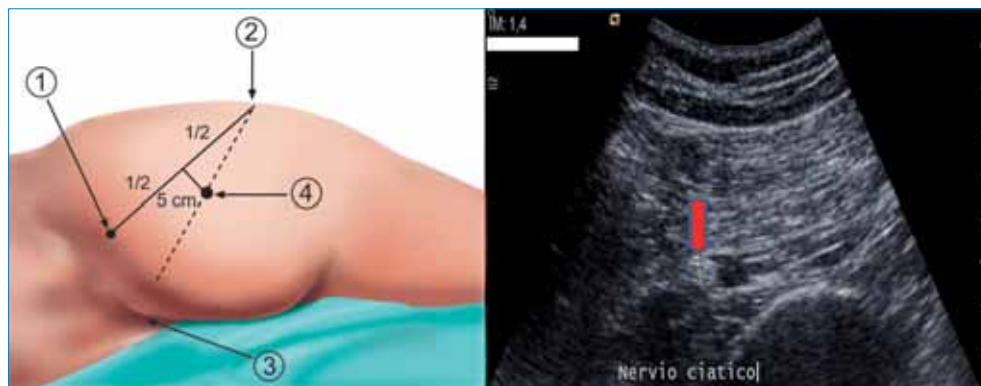 ②
①
1/2
1/2
5 cm
④
③
IM: 1,4
Nervio ciatico